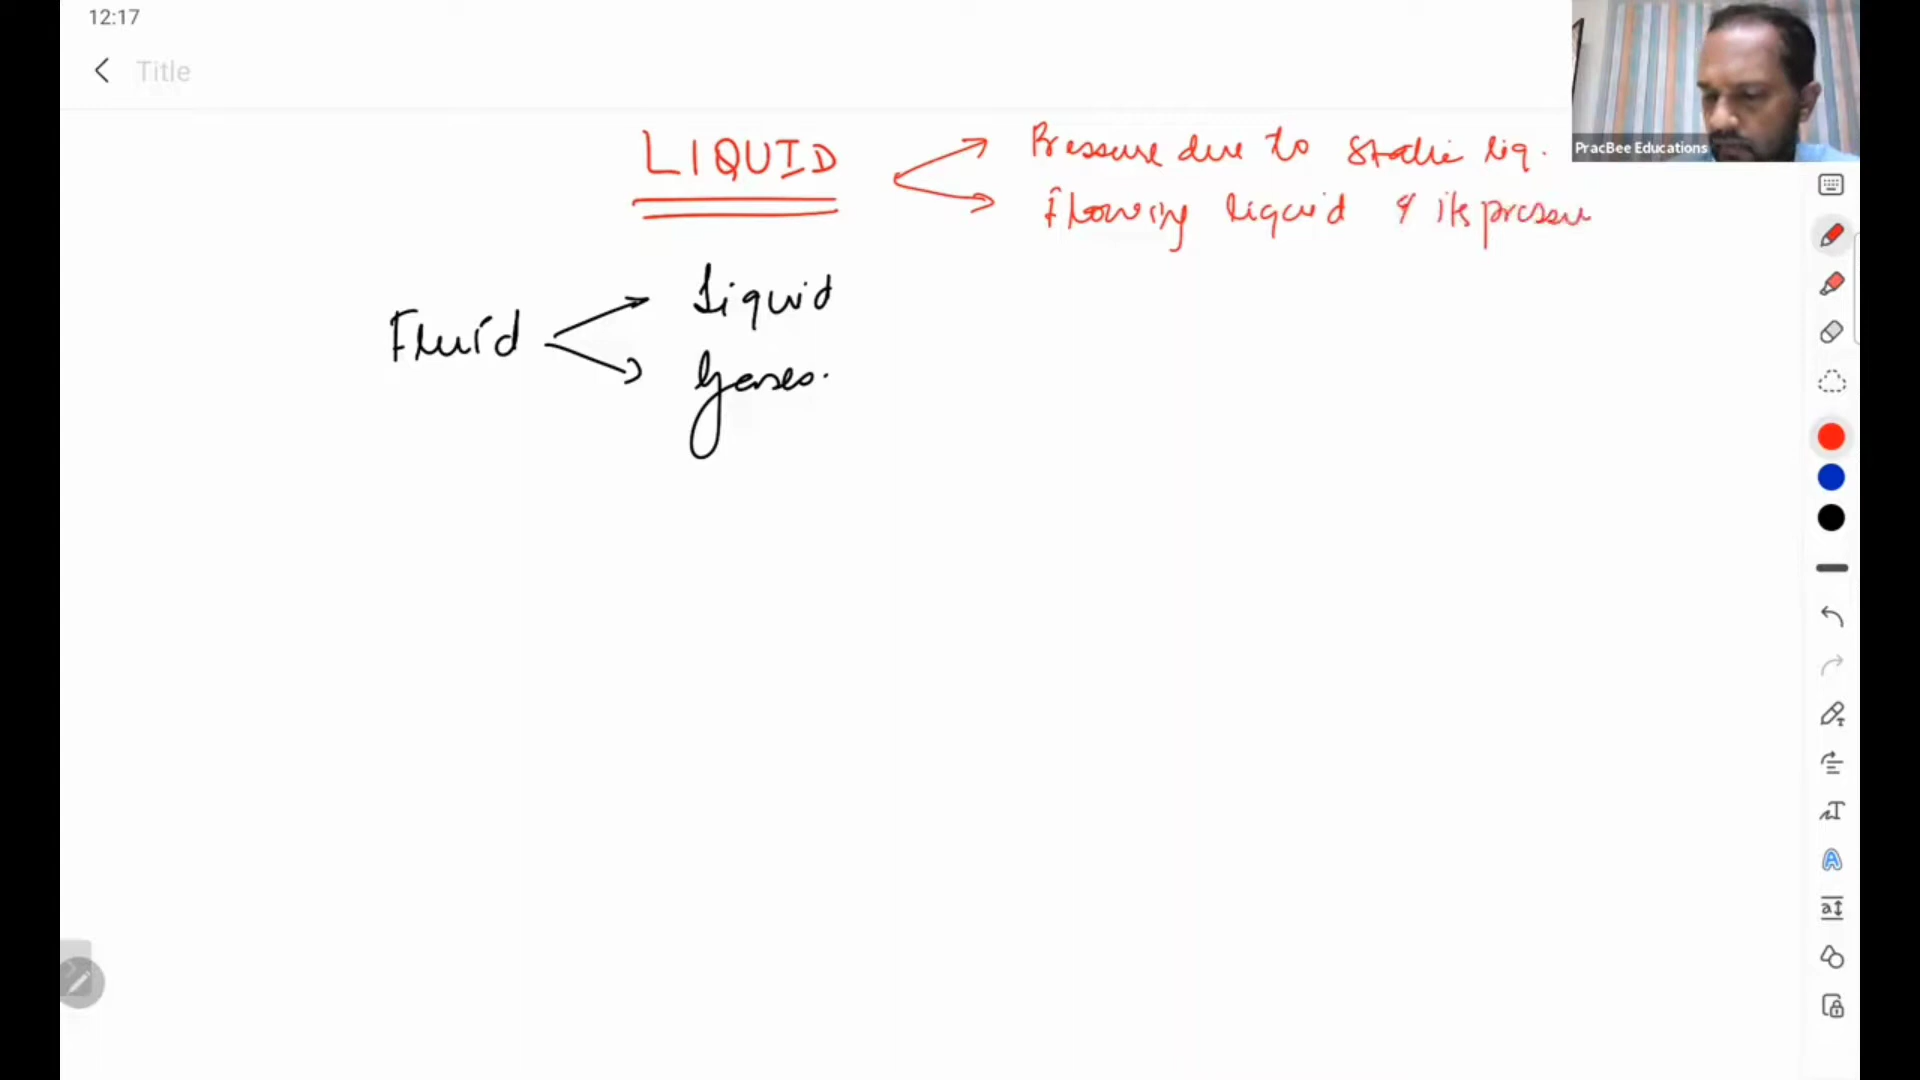 12:17
Title
PracBee Educations
LIQUID
Pressure due to static liq.
Flowing liquid & its pressure
Fluid
Liquid
Gases.